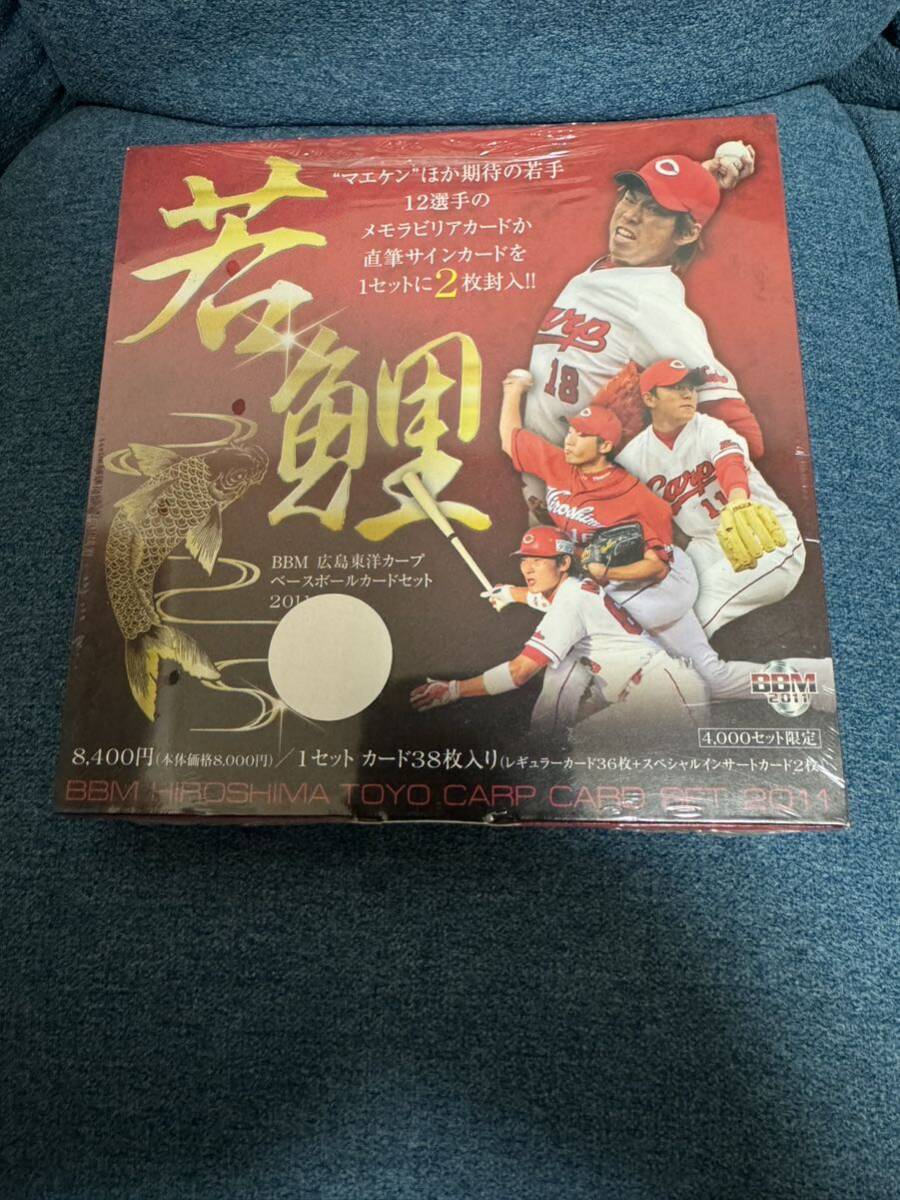 若鯉
“マエケン”ほか期待の若手
12選手の
メモラビリアカードか
直筆サインカードを
1セットに2枚封入!!
Carp
18
Carp
11
Hiroshima
BBM 広島東洋カープ
ベースボールカードセット
2011
BBM
2011
4,000セット限定
8,400円(本体価格8,000円)/1セット カード38枚入り(レギュラーカード36枚+スペシャルインサートカード2枚)
BBM HIROSHIMA TOYO CARP CARD SET 2011